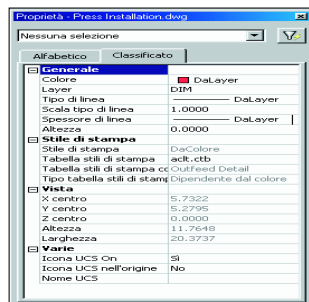 Proprietà - Press Installation.dwg
Nessuna selezione
Alfabetico Classificato
Generale
Colore DaLayer
Layer DIM
Tipo di linea DaLayer
Scala tipo di linea 1.0000
Spessore di linea DaLayer
Altezza 0.0000
Stile di stampa
Stile di stampa DaColore
Tabella stili di stampa aclt.ctb
Tabella stili di stampa co Outfeed Detail
Tipo tabella stili di stamp Dipendente dal colore
Vista
X centro 5.7322
Y centro 5.2795
Z centro 0.0000
Altezza 11.7648
Larghezza 20.3737
Varie
Icona UCS On Sì
Icona UCS nell'origine No
Nome UCS